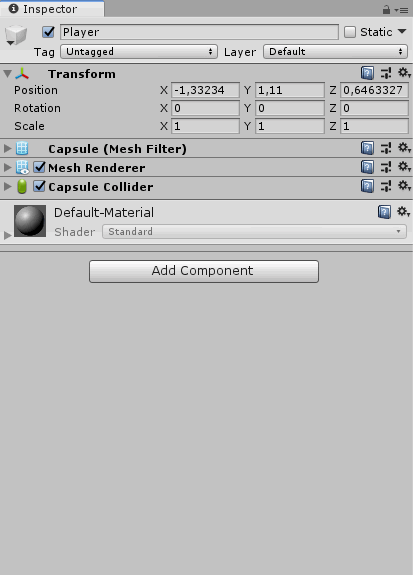 Inspector
Player Static
Tag Untagged Layer Default
Transform
Position X -1,33234 Y 1,11 Z 0,6463327
Rotation X 0 Y 0 Z 0
Scale X 1 Y 1 Z 1
Capsule (Mesh Filter)
Mesh Renderer
Capsule Collider
Default-Material
Shader Standard
Add Component